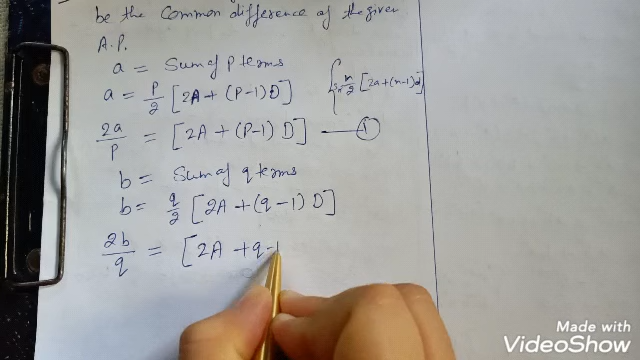 be the common difference of the given
A.P.
a = Sum of p terms
a = p/2 [2A + (P-1) D] { Sn = n/2 [2a + (n-1) d]
2a/p = [2A + (P-1) D] — 1
b = Sum of q terms
b = q/2 [2A + (q-1) D]
2b/q = [2A + q-1
Made with
VideoShow